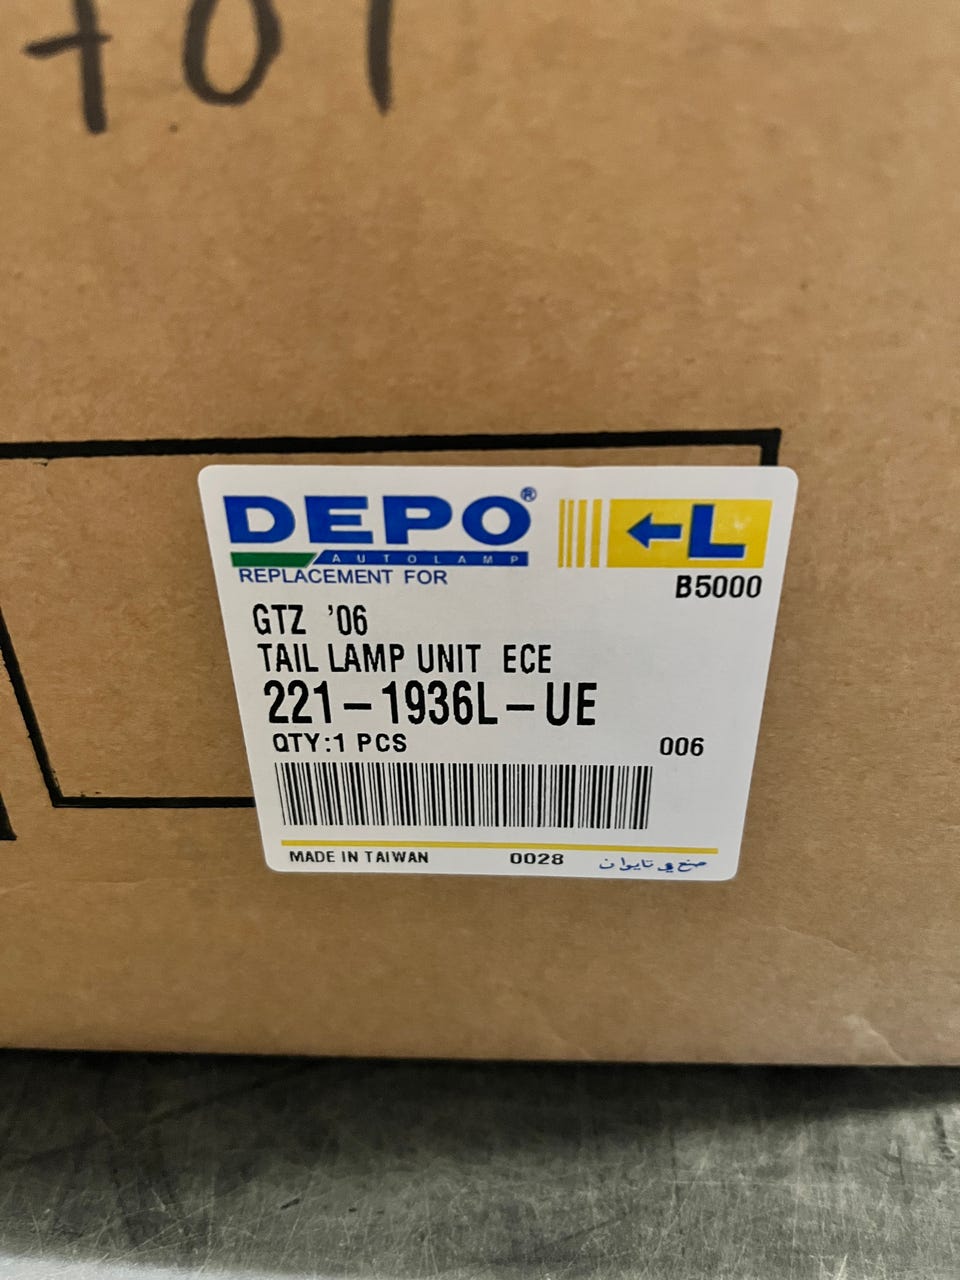 701
DEPO®
AUTOLAMP
REPLACEMENT FOR
L
B5000
GTZ '06
TAIL LAMP UNIT ECE
221-1936L-UE
QTY:1 PCS
006
MADE IN TAIWAN 0028 صنع في تايوان